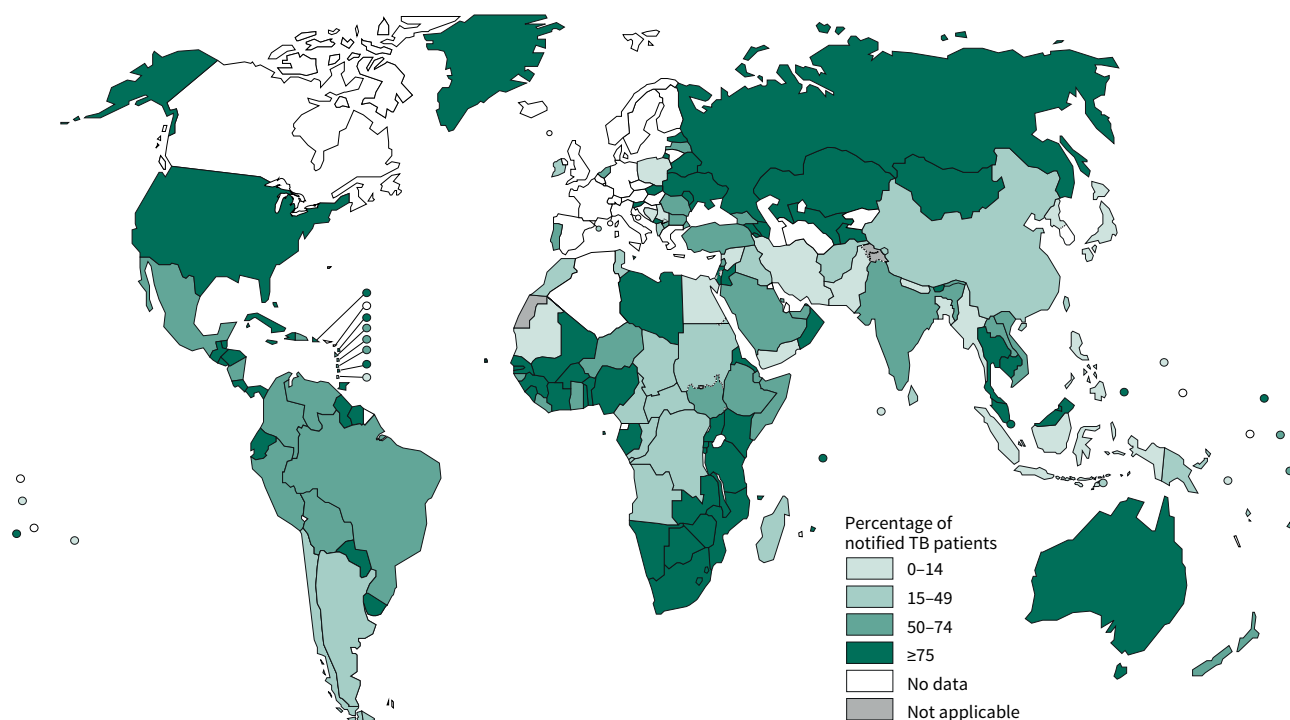 Percentage of
notified TB patients
0–14
15–49
50–74
≥75
No data
Not applicable